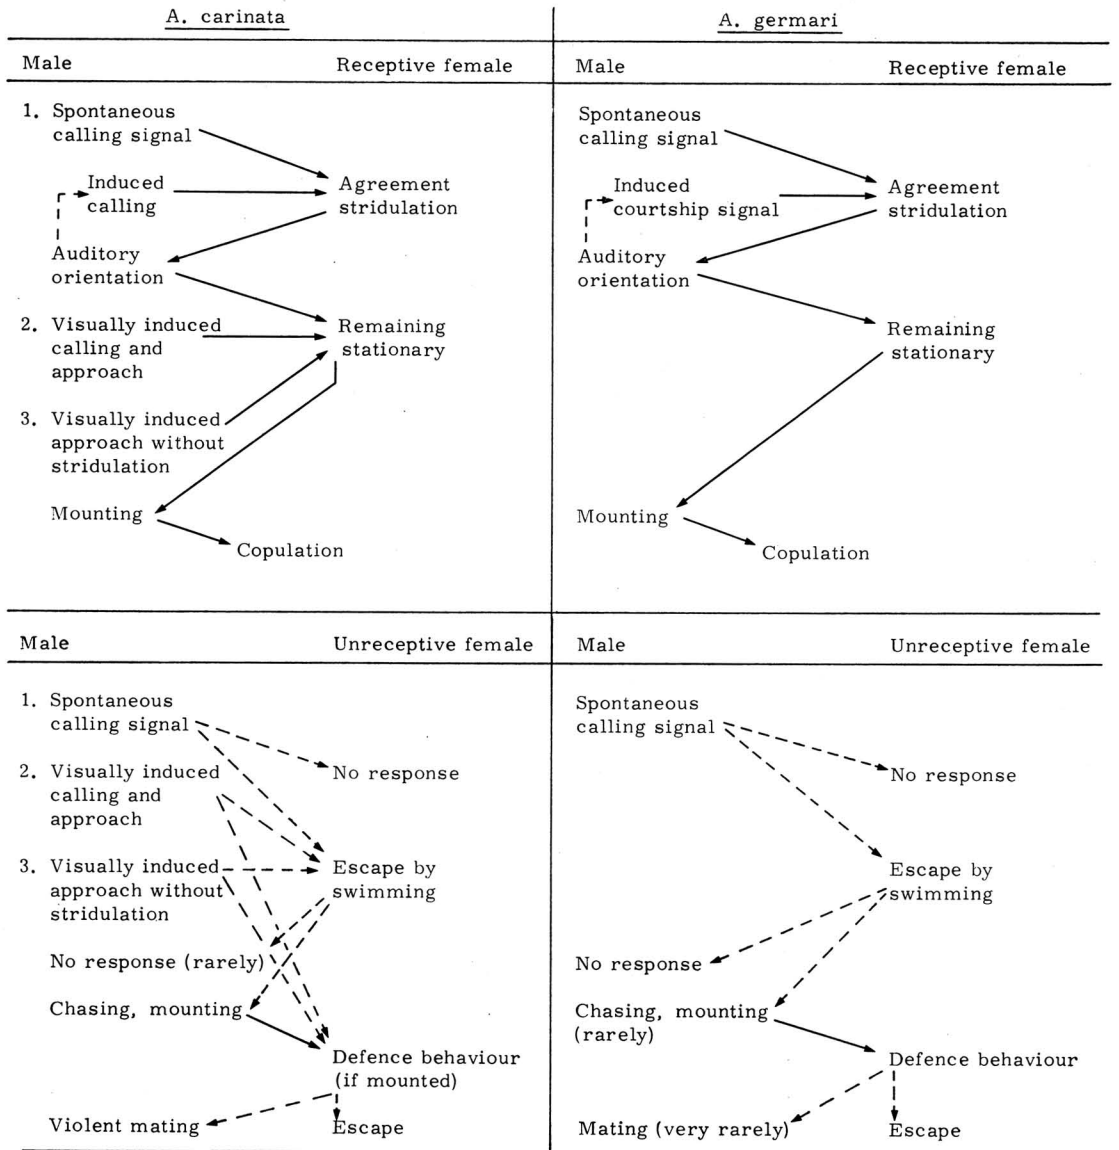 A. carinata
A. germari
Male
Receptive female
Male
Receptive female
1. Spontaneous
calling signal
Induced
calling
Agreement
stridulation
Auditory
orientation
2. Visually induced
calling and
approach
Remaining
stationary
3. Visually induced
approach without
stridulation
Mounting
Copulation
Spontaneous
calling signal
Induced
courtship signal
Agreement
stridulation
Auditory
orientation
Remaining
stationary
Mounting
Copulation
Male
Unreceptive female
Male
Unreceptive female
1. Spontaneous
calling signal
No response
2. Visually induced
calling and
approach
3. Visually induced
approach without
stridulation
Escape by
swimming
No response (rarely)
Chasing, mounting
Defence behaviour
(if mounted)
Violent mating
Escape
Spontaneous
calling signal
No response
Escape by
swimming
No response
Chasing, mounting
(rarely)
Defence behaviour
Mating (very rarely)
Escape